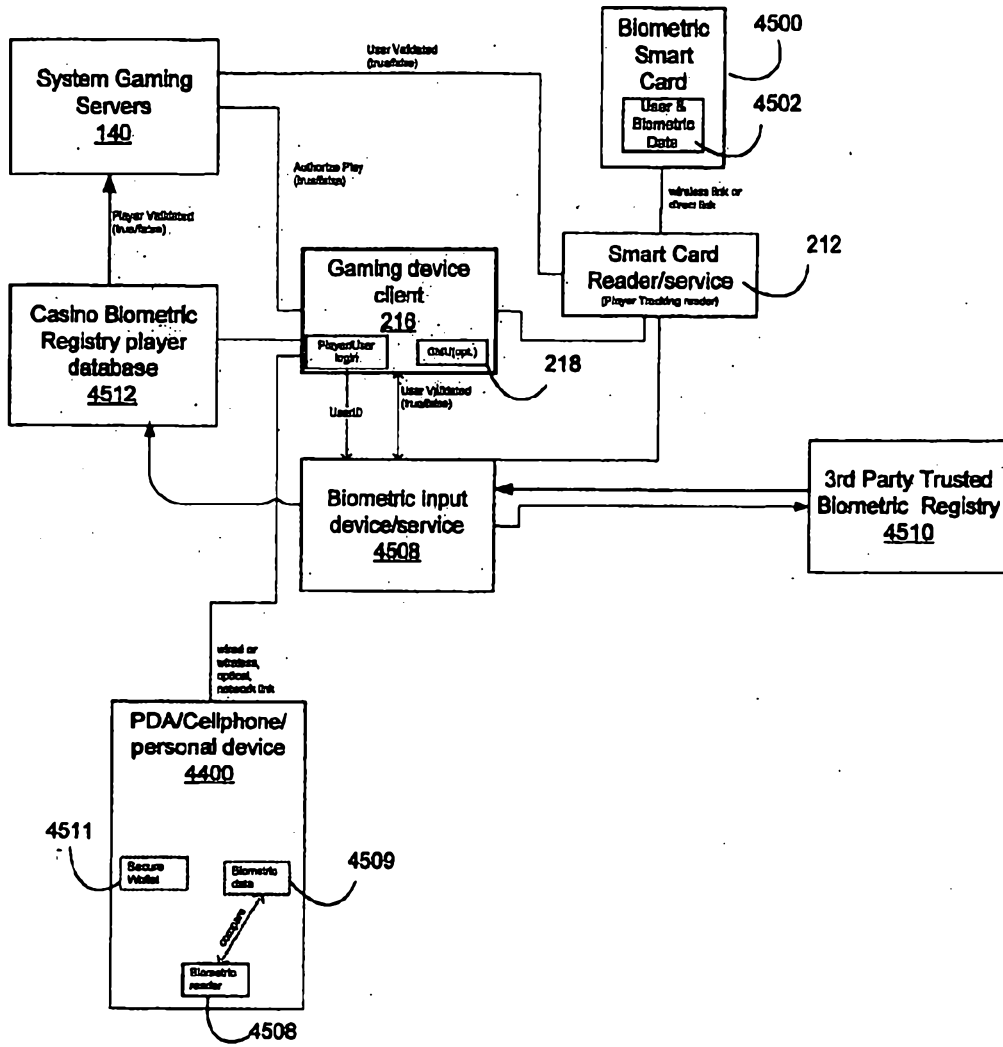 System Gaming
Servers
140
User Validated
(true/false)
Biometric
Smart
Card
User &
Biometric
Data
4500
4502
Authorize Play
(true/false)
wireless link or
direct link
Player Validated
(true/false)
Smart Card
Reader/service
(Player Tracking reader)
212
Gaming device
client
216
Player/User
login
GMU(opt.)
218
Casino Biometric
Registry player
database
4512
UserID
User Validated
(true/false)
Biometric input
device/service
4508
3rd Party Trusted
Biometric Registry
4510
wired or
wireless,
optical,
network link
PDA/Cellphone/
personal device
4400
4511
Secure
Wallet
Biometric
data
4509
compare
Biometric
reader
4508